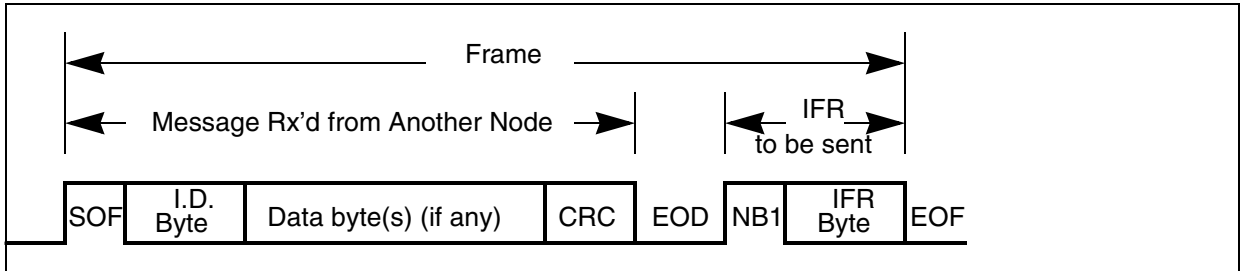 Frame
Message Rx'd from Another Node
IFR
to be sent
SOF
I.D.
Byte
Data byte(s) (if any)
CRC
EOD
NB1
IFR
Byte
EOF